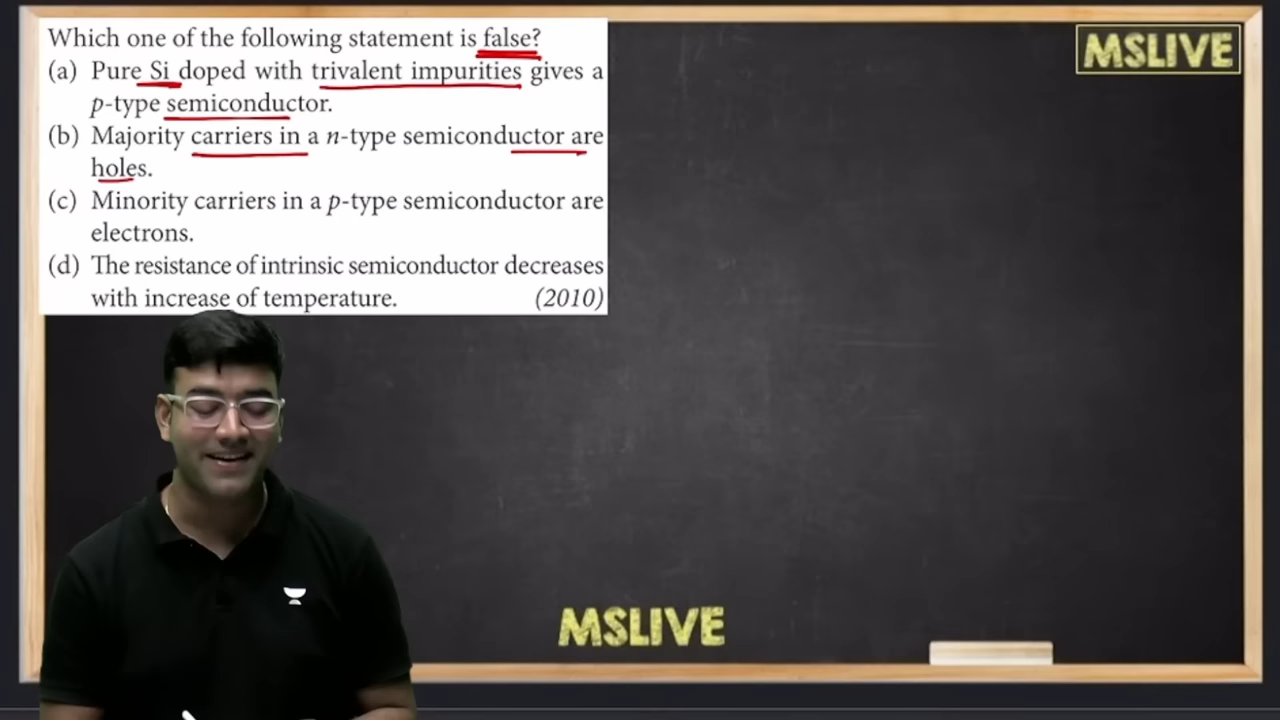 Which one of the following statement is false?
(a) Pure Si doped with trivalent impurities gives a
p-type semiconductor.
(b) Majority carriers in a n-type semiconductor are
holes.
(c) Minority carriers in a p-type semiconductor are
electrons.
(d) The resistance of intrinsic semiconductor decreases
with increase of temperature. (2010)
MSLIVE
MSLIVE